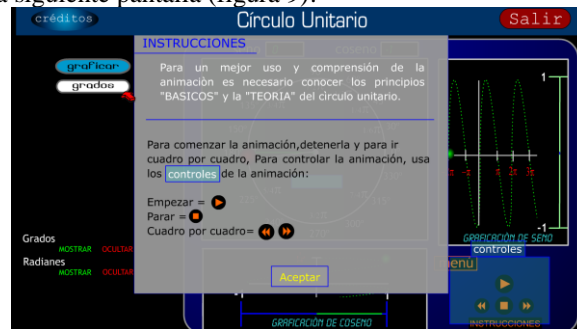 a siguiente pantalla (figura 9):
créditos
Círculo Unitario
Salir
INSTRUCCIONES
graficar
grados
Para un mejor uso y comprensión de la
animación es necesario conocer los principios
"BASICOS" y la "TEORIA" del círculo unitario.
Para comenzar la animación,detenerla y para ir
cuadro por cuadro, Para controlar la animación, usa
los controles de la animación:
Empezar =
Parar =
Cuadro por cuadro=
Aceptar
Grados
MOSTRAR OCULTAR
Radianes
MOSTRAR OCULTAR
1
-1
GRAFICACIÓN DE SENO
controles
menu
INSTRUCCIONES
GRAFICACIÓN DE COSENO